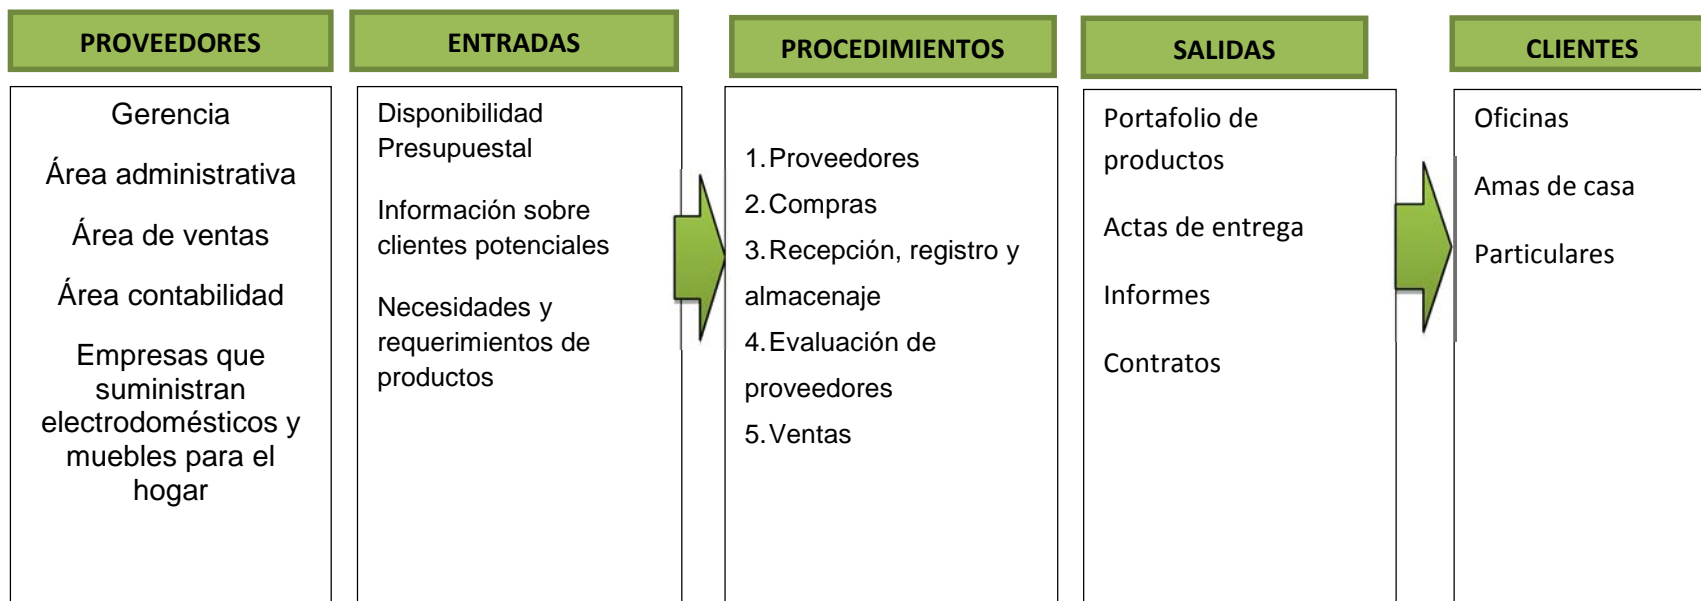 PROVEEDORES
Gerencia
Área administrativa
Área de ventas
Área contabilidad
Empresas que
suministran
electrodomésticos y
muebles para el
hogar
ENTRADAS
Disponibilidad
Presupuestal
Información sobre
clientes potenciales
Necesidades y
requerimientos de
productos
PROCEDIMIENTOS
1.Proveedores
2.Compras
3.Recepción, registro y
almacenaje
4.Evaluación de
proveedores
5.Ventas
SALIDAS
Portafolio de
productos
Actas de entrega
Informes
Contratos
CLIENTES
Oficinas
Amas de casa
Particulares